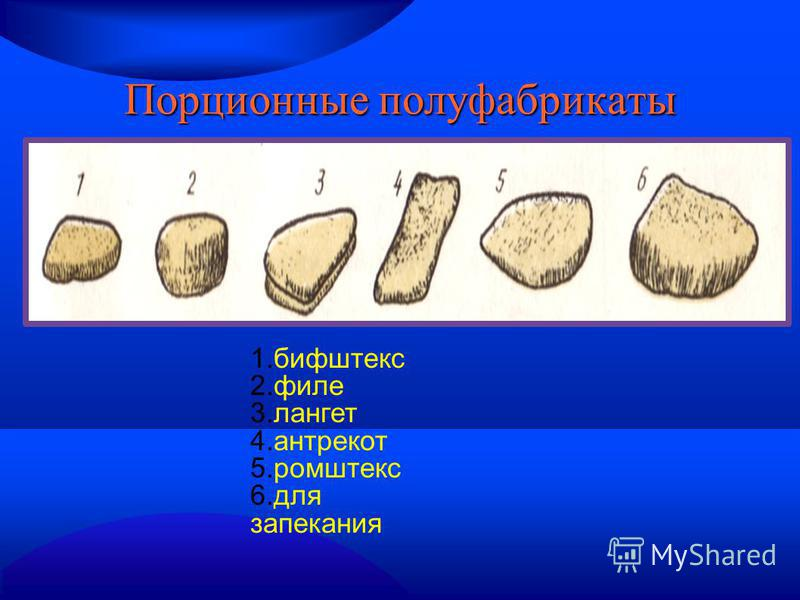 Порционные полуфабрикаты
1 2 3 4 5 6
1.бифштекс
2.филе
3.лангет
4.антрекот
5.ромштекс
6.для
запекания
MyShared